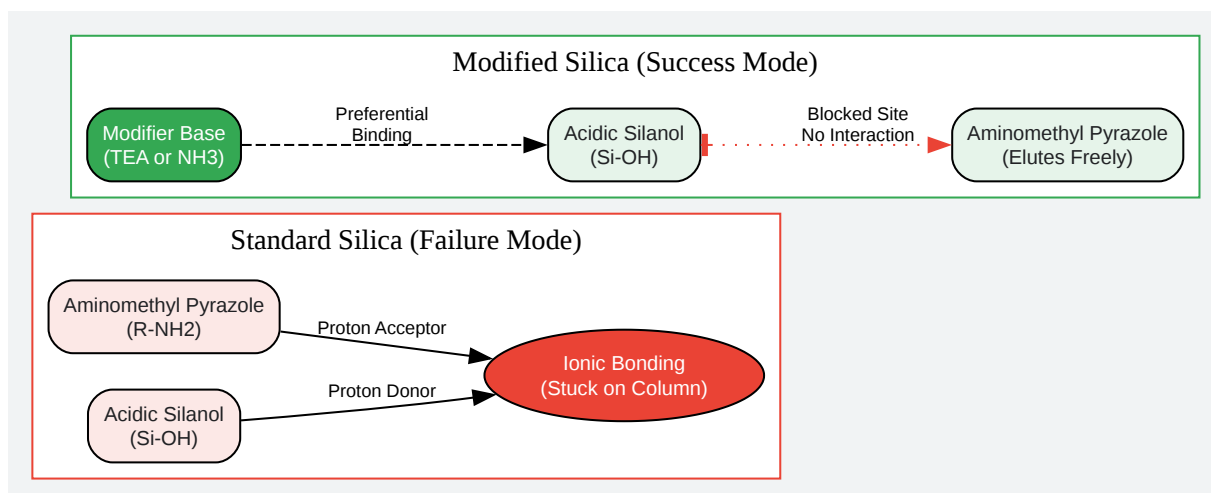 Modified Silica (Success Mode)
Modifier Base
(TEA or NH3)
Preferential
Binding
Acidic Silanol
(Si-OH)
Blocked Site
No Interaction
Aminomethyl Pyrazole
(Elutes Freely)
Standard Silica (Failure Mode)
Aminomethyl Pyrazole
(R-NH2)
Proton Acceptor
Acidic Silanol
(Si-OH)
Proton Donor
Ionic Bonding
(Stuck on Column)